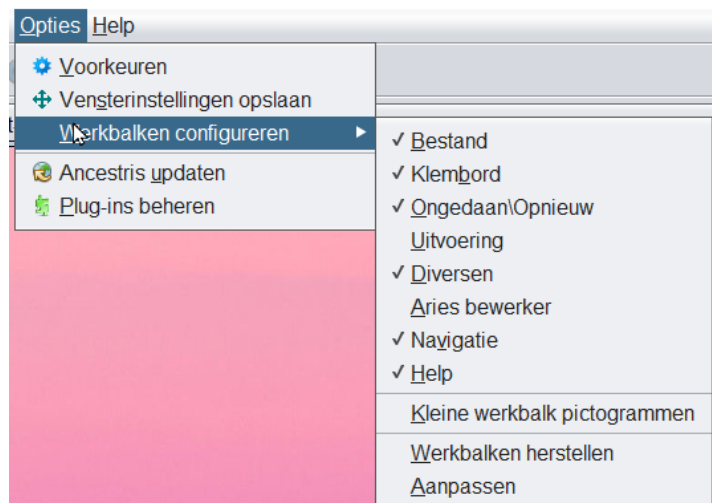 Opties Help
Voorkeuren
Vensterinstellingen opslaan
Werkbalken configureren
Ancestris updaten
Plug-ins beheren
Bestand
Klembord
Ongedaan\Opnieuw
Uitvoering
Diversen
Aries bewerker
Navigatie
Help
Kleine werkbalk pictogrammen
Werkbalken herstellen
Aanpassen